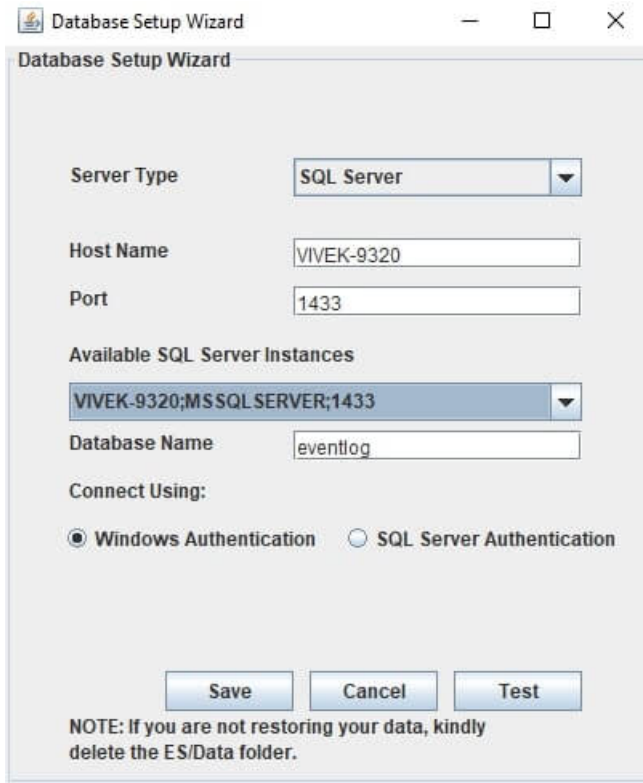 Database Setup Wizard
Database Setup Wizard
Server Type SQL Server
Host Name VIVEK-9320
Port 1433
Available SQL Server Instances
VIVEK-9320;MSSQLSERVER;1433
Database Name eventlog
Connect Using:
Windows Authentication SQL Server Authentication
Save Cancel Test
NOTE: If you are not restoring your data, kindly
delete the ES/Data folder.